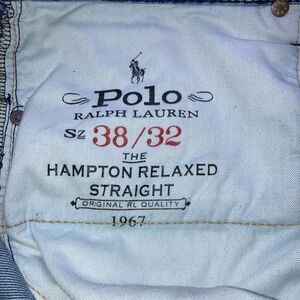 Polo
RALPH LAUREN
Sz 38/32
THE
HAMPTON RELAXED
STRAIGHT
ORIGINAL RL QUALITY
1967